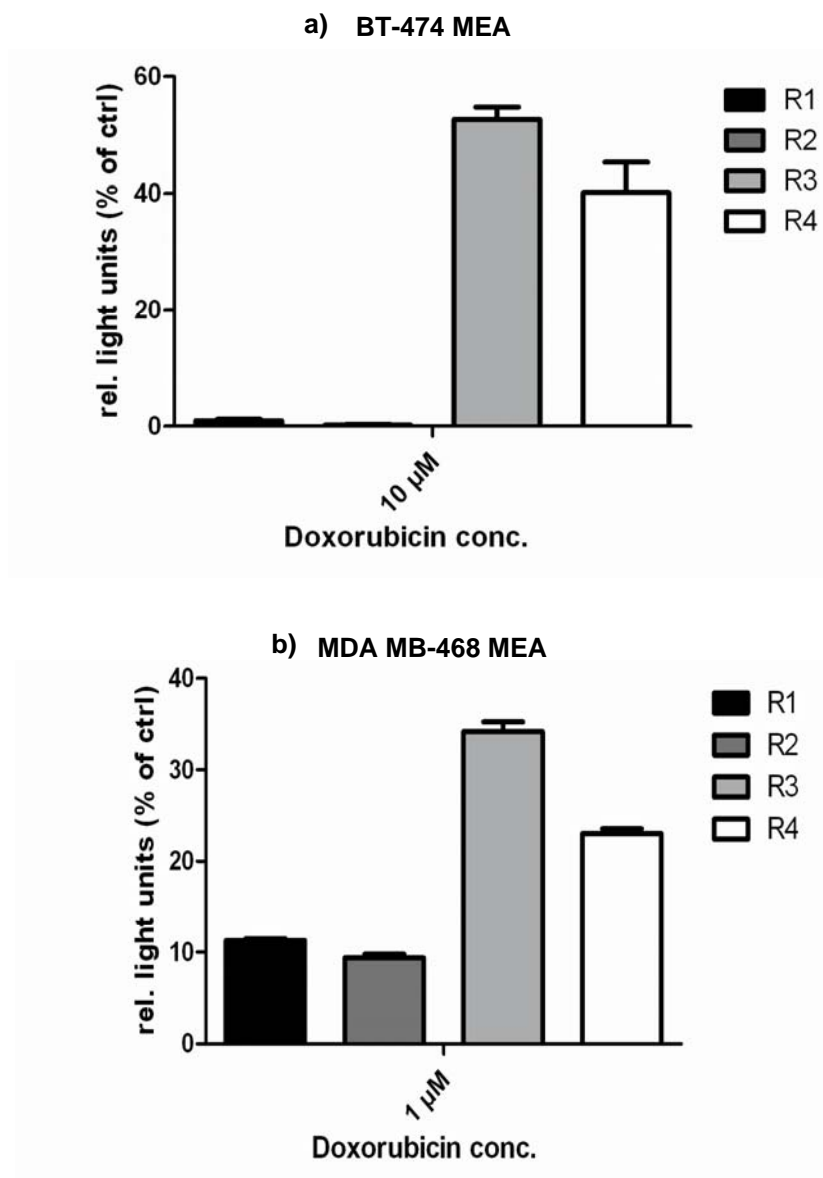 a) BT-474 MEA
rel. light units (% of ctrl)
60
40
20
0
R1
R2
R3
R4
10 µM
Doxorubicin conc.
b) MDA MB-468 MEA
rel. light units (% of ctrl)
40
30
20
10
0
R1
R2
R3
R4
1 µM
Doxorubicin conc.